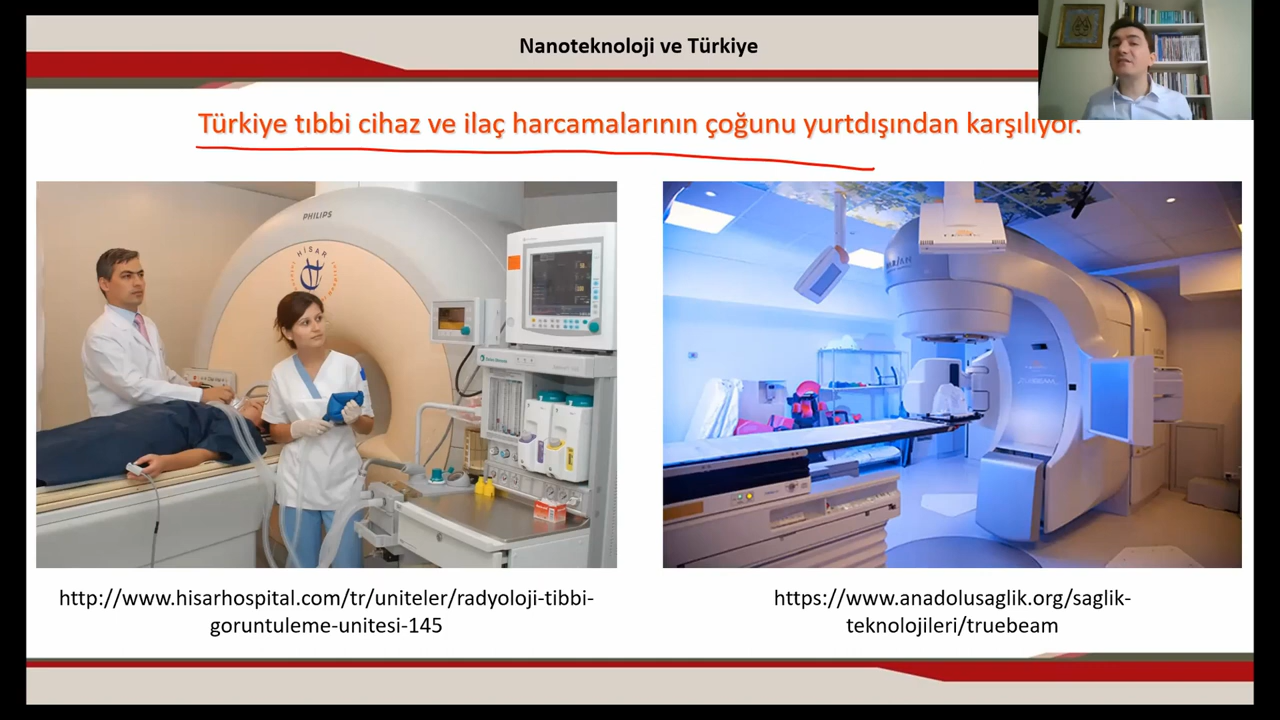 Nanoteknoloji ve Türkiye
Türkiye tıbbi cihaz ve ilaç harcamalarının çoğunu yurtdışından karşılıyor.
PHILIPS
HİSAR
http://www.hisarhospital.com/tr/uniteler/radyoloji-tibbi-
goruntuleme-unitesi-145
https://www.anadolusaglik.org/saglik-
teknolojileri/truebeam